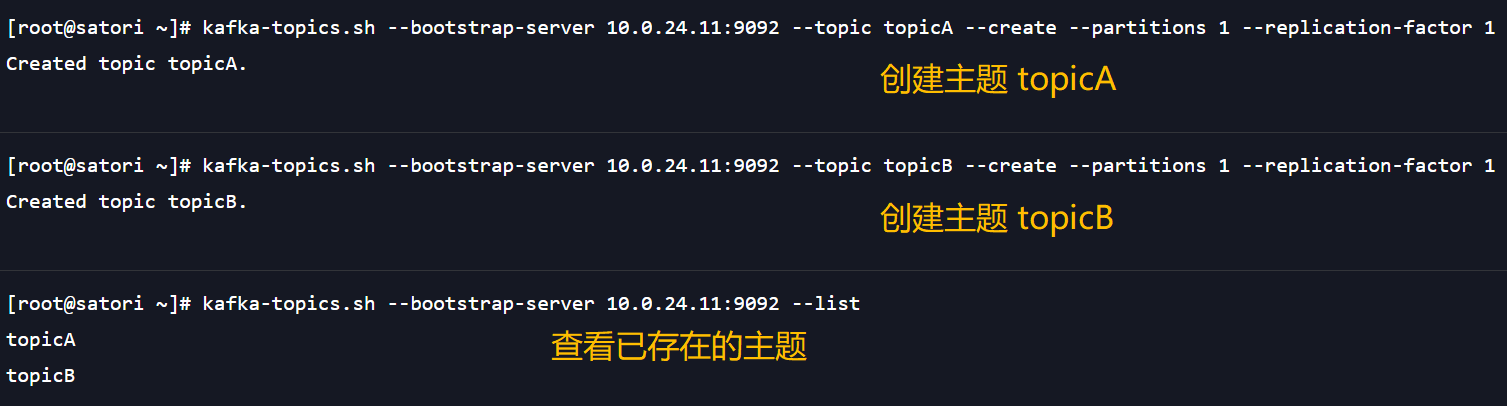 [root@satori ~]# kafka-topics.sh --bootstrap-server 10.0.24.11:9092 --topic topicA --create --partitions 1 --replication-factor 1
Created topic topicA.
创建主题 topicA
[root@satori ~]# kafka-topics.sh --bootstrap-server 10.0.24.11:9092 --topic topicB --create --partitions 1 --replication-factor 1
Created topic topicB.
创建主题 topicB
[root@satori ~]# kafka-topics.sh --bootstrap-server 10.0.24.11:9092 --list
topicA
查看已存在的主题
topicB